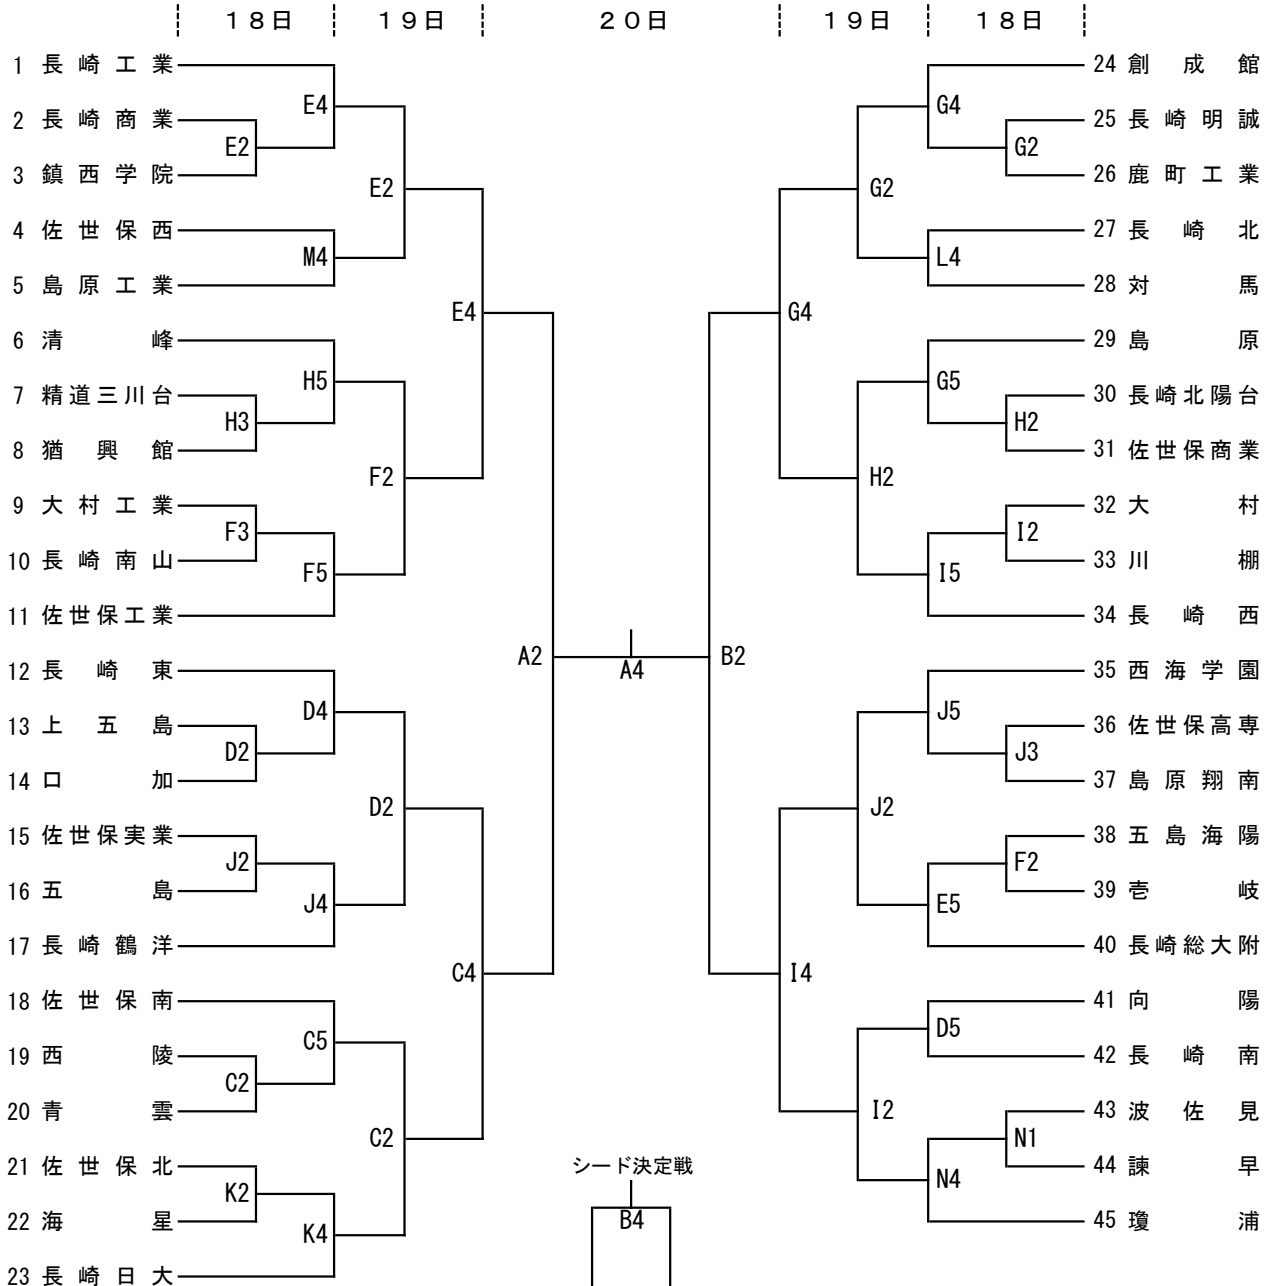 18日 19日 20日 19日 18日
1 長崎工業
2 長崎商業
3 鎮西学院
4 佐世保西
5 島原工業
6 清峰
7 精道三川台
8 猶興館
9 大村工業
10 長崎南山
11 佐世保工業
12 長崎東
13 上五島
14 口加
15 佐世保実業
16 五島
17 長崎鶴洋
18 佐世保南
19 西陵
20 青雲
21 佐世保北
22 海星
23 長崎日大
E2
H3
F3
D2
J2
C2
K2
E4
M4
H5
F5
D4
J4
C5
K4
E2
F2
D2
C2
E4
C4
A2
A4
B2
G4
I4
G2
H2
J2
I2
G4
L4
G5
I5
J5
E5
D5
N4
G2
H2
I2
J3
F2
N1
24 創成館
25 長崎明誠
26 鹿町工業
27 長崎北
28 対馬
29 島原
30 長崎北陽台
31 佐世保商業
32 大村
33 川棚
34 長崎西
35 西海学園
36 佐世保高専
37 島原翔南
38 五島海陽
39 壱岐
40 長崎総大附
41 向陽
42 長崎南
43 波佐見
44 諫早
45 瓊浦
シード決定戦
B4